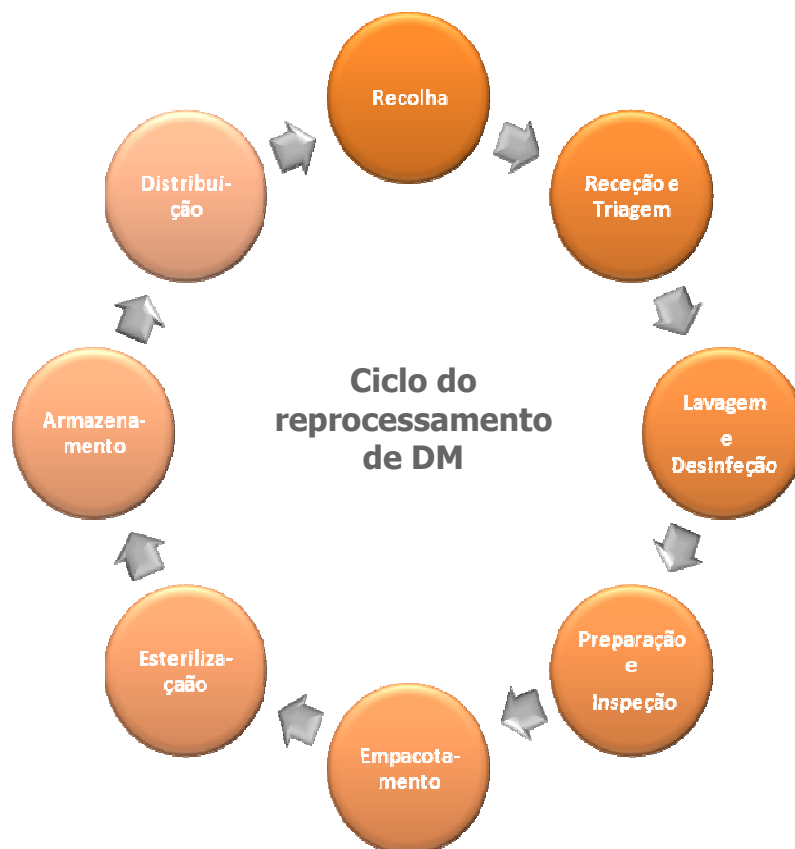 Recolha
Receção e
Triagem
Lavagem
e
Desinfeção
Preparação
e
Inspeção
Empacota-
mento
Esteriliza-
çaão
Armazena-
mento
Distribui-
ção
Ciclo do
reprocessamento
de DM